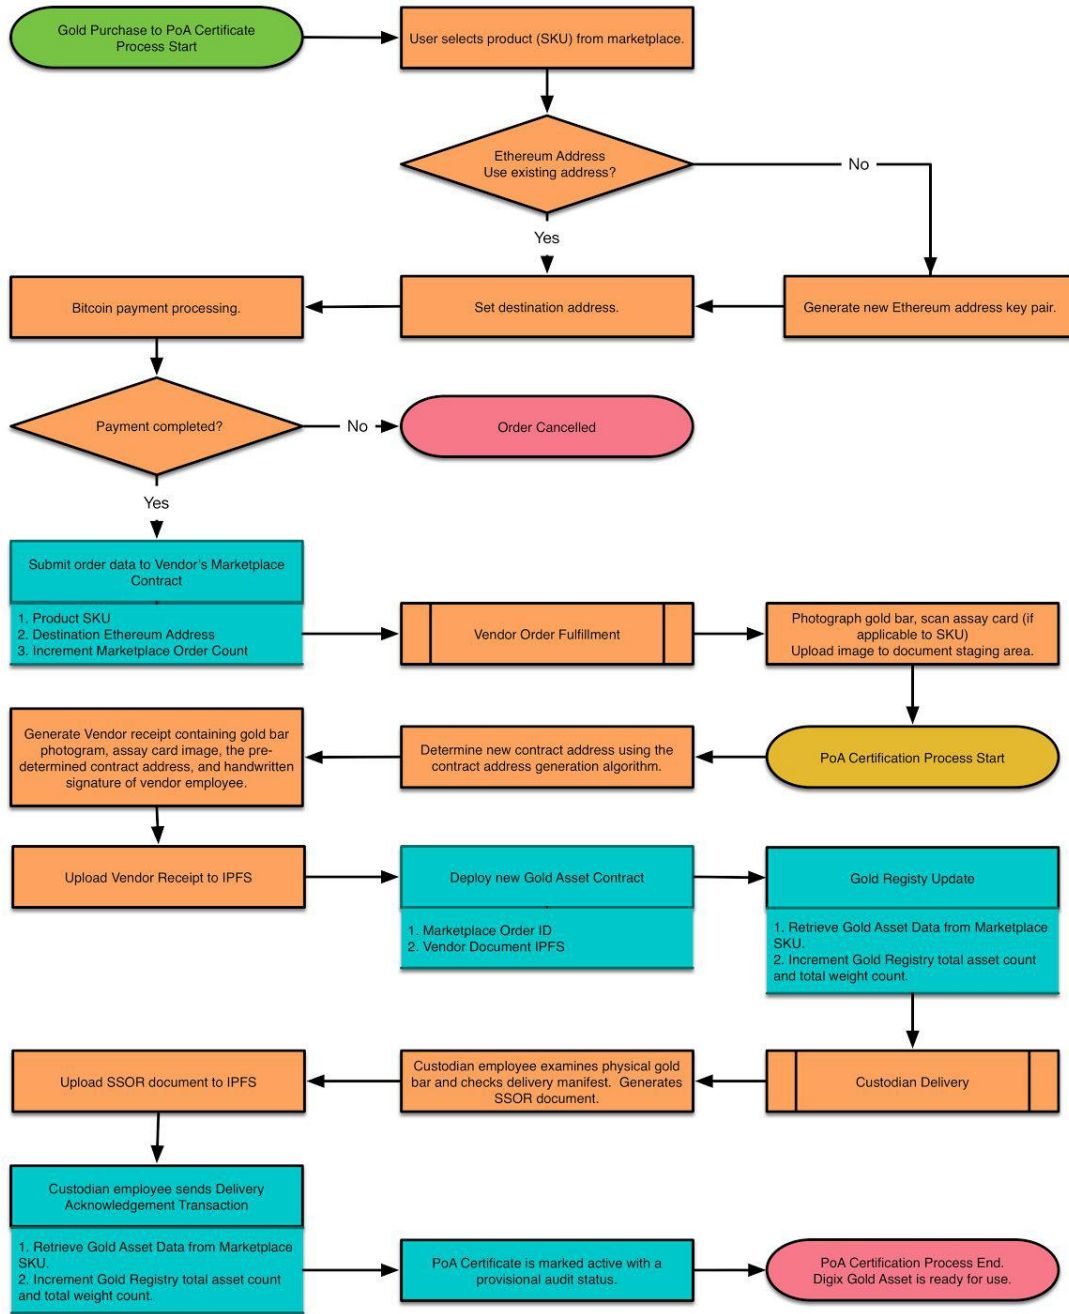 Gold Purchase to PoA Certificate
Process Start
User selects product (SKU) from marketplace.
Ethereum Address
Use existing address?
No
Yes
Bitcoin payment processing.
Set destination address.
Generate new Ethereum address key pair.
Payment completed?
No
Order Cancelled
Yes
Submit order data to Vendor's Marketplace
Contract
1. Product SKU
2. Destination Ethereum Address
3. Increment Marketplace Order Count
Vendor Order Fulfillment
Photograph gold bar, scan assay card (if
applicable to SKU)
Upload image to document staging area.
Generate Vendor receipt containing gold bar
photogram, assay card image, the pre-
determined contract address, and handwritten
signature of vendor employee.
Determine new contract address using the
contract address generation algorithm.
PoA Certification Process Start
Upload Vendor Receipt to IPFS
Deploy new Gold Asset Contract
1. Marketplace Order ID
2. Vendor Document IPFS
Gold Registy Update
1. Retrieve Gold Asset Data from Marketplace
SKU.
2. Increment Gold Registry total asset count
and total weight count.
Upload SSOR document to IPFS
Custodian employee examines physical gold
bar and checks delivery manifest. Generates
SSOR document.
Custodian Delivery
Custodian employee sends Delivery
Acknowledgement Transaction
1. Retrieve Gold Asset Data from Marketplace
SKU.
2. Increment Gold Registry total asset count
and total weight count.
PoA Certificate is marked active with a
provisional audit status.
PoA Certification Process End.
Digix Gold Asset is ready for use.